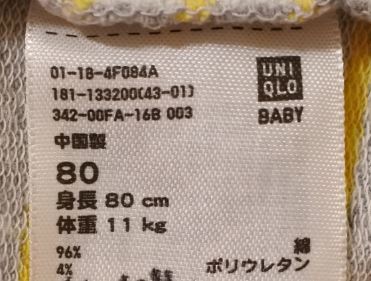 01-18-4F084A
181-133200(43-01)
342-00FA-16B 003
UNI
QLO
BABY
中国製
80
身長 80 cm
体重 11 kg
96% 綿
4% ポリウレタン